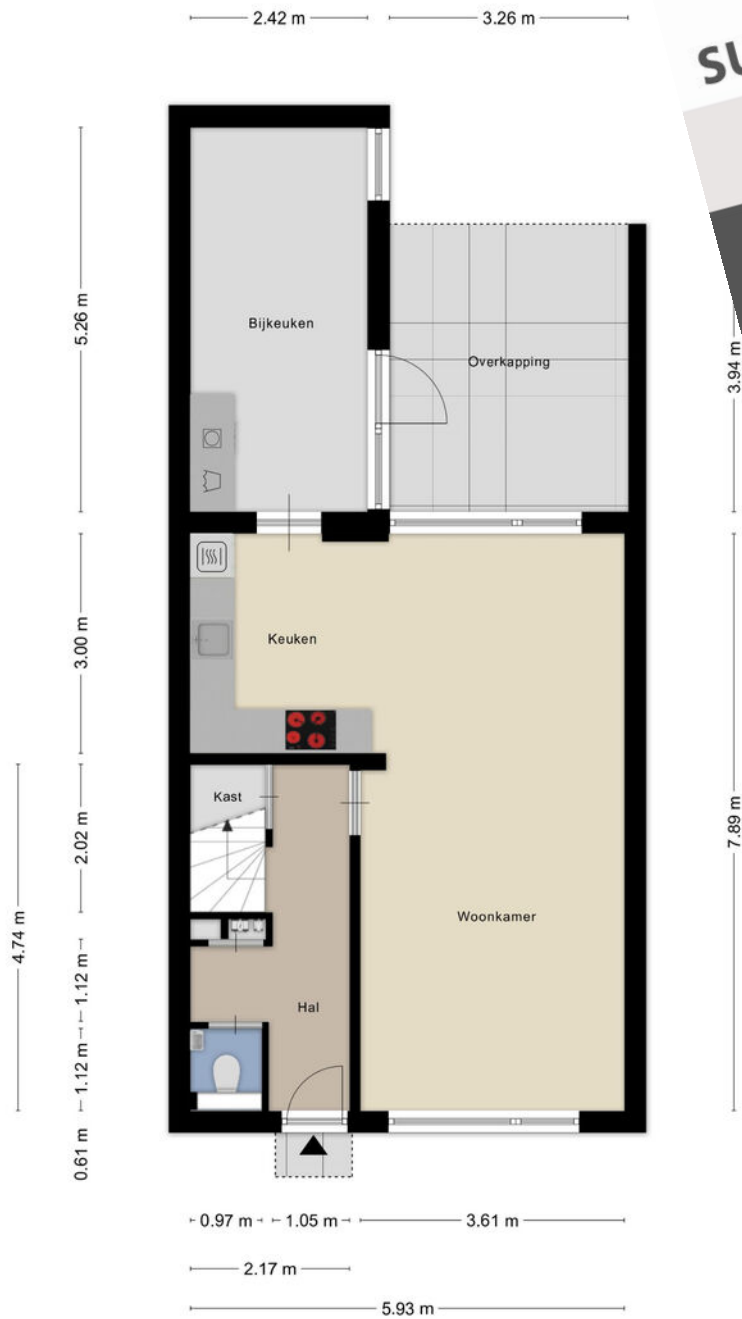 2.42 m
3.26 m
su
5.26 m
Bijkeuken
Overkapping
3.94 m
Keuken
3.00 m
Kast
2.02 m
7.89 m
Woonkamer
4.74 m
1.12 m
Hal
1.12 m
0.61 m
0.97 m
1.05 m
3.61 m
2.17 m
5.93 m